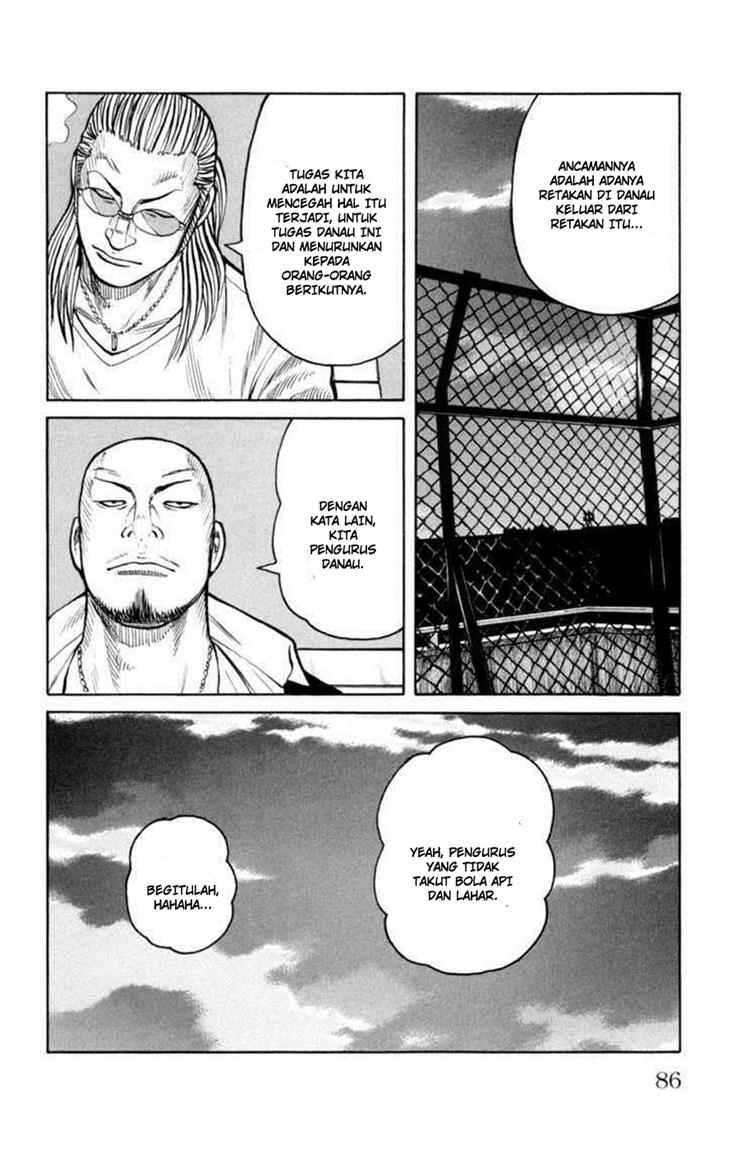 ANCAMANNYA
ADALAH ADANYA
RETAKAN DI DANAU
KELUAR DARI
RETAKAN ITU...
TUGAS KITA
ADALAH UNTUK
MENCEGAH HAL ITU
TERJADI, UNTUK
TUGAS DANAU INI
DAN MENURUNKAN
KEPADA
ORANG-ORANG
BERIKUTNYA.
DENGAN
KATA LAIN,
KITA
PENGURUS
DANAU.
YEAH, PENGURUS
YANG TIDAK
TAKUT BOLA API
DAN LAHAR.
BEGITULAH,
HAHAHA...
86